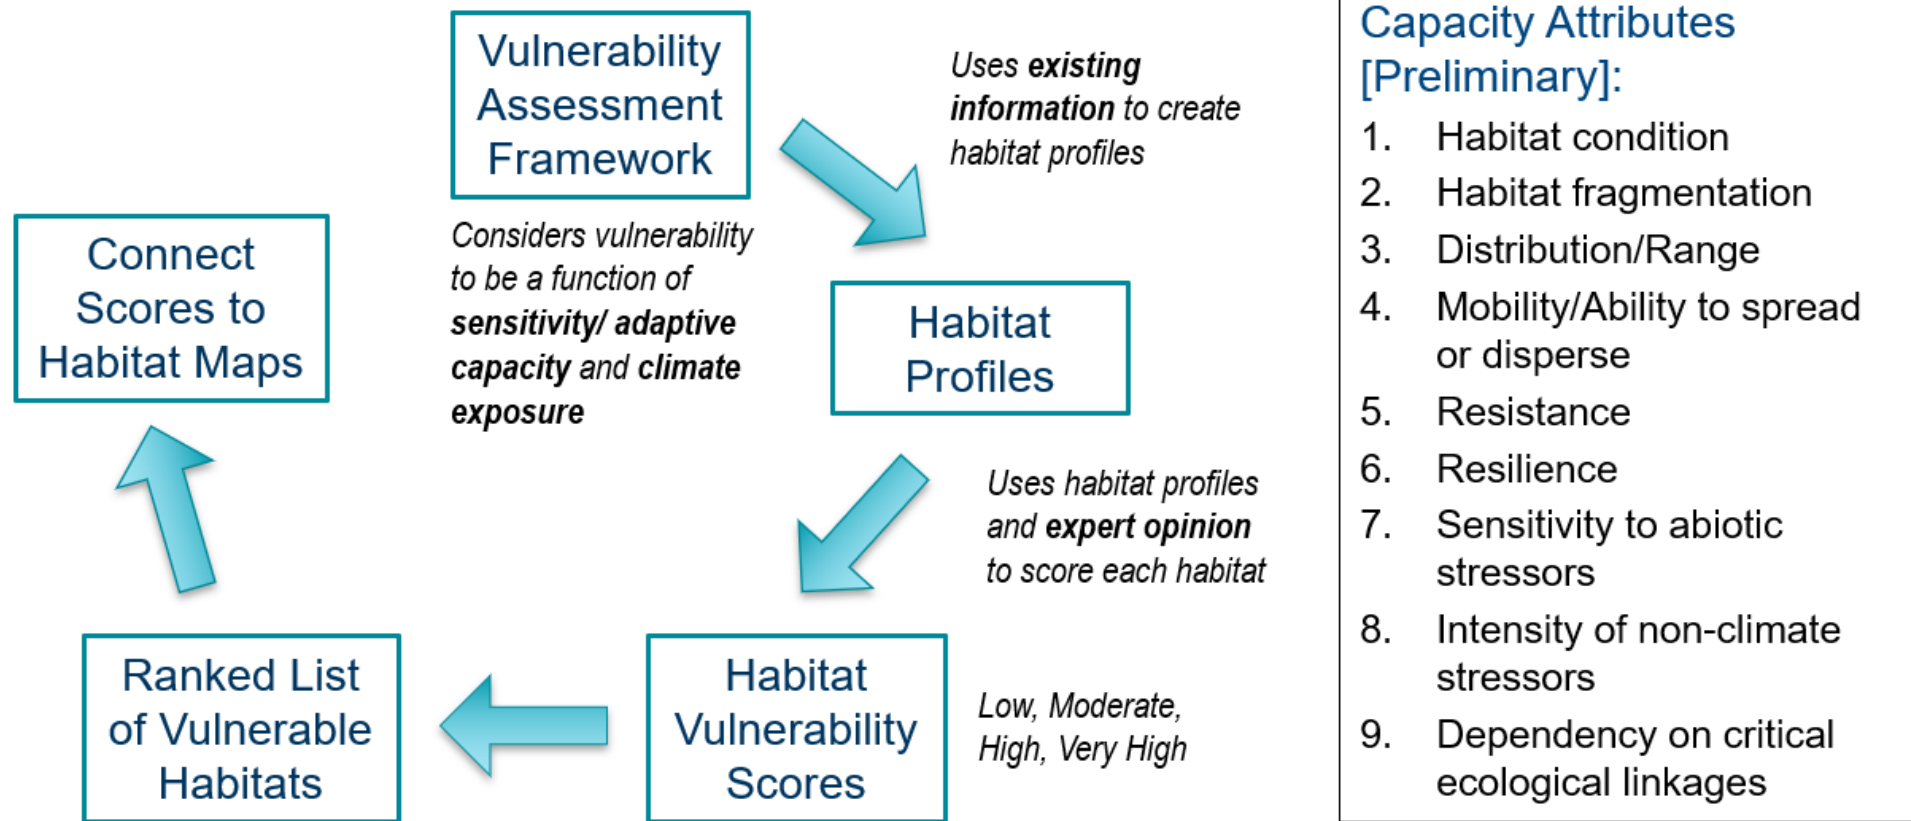 Vulnerability
Assessment
Framework
Considers vulnerability
to be a function of
sensitivity/ adaptive
capacity and climate
exposure
Uses existing
information to create
habitat profiles
Habitat
Profiles
Uses habitat profiles
and expert opinion
to score each habitat
Habitat
Vulnerability
Scores
Low, Moderate,
High, Very High
Ranked List
of Vulnerable
Habitats
Connect
Scores to
Habitat Maps
Capacity Attributes
[Preliminary]:
1. Habitat condition
2. Habitat fragmentation
3. Distribution/Range
4. Mobility/Ability to spread
or disperse
5. Resistance
6. Resilience
7. Sensitivity to abiotic
stressors
8. Intensity of non-climate
stressors
9. Dependency on critical
ecological linkages